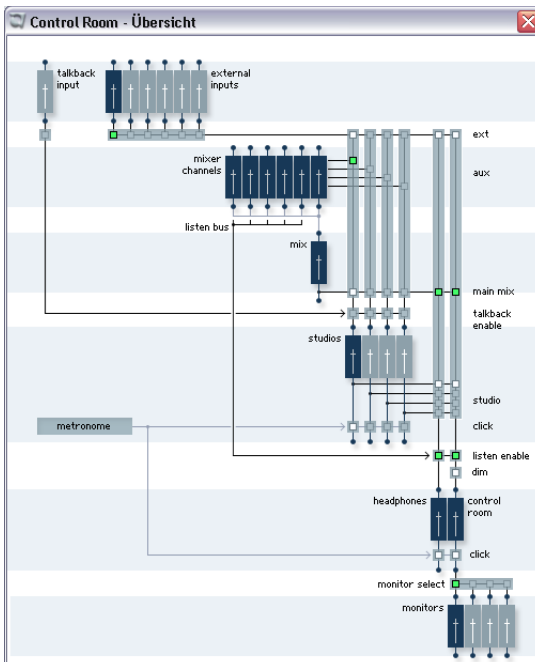 Control Room - Übersicht
talkback
input
external
inputs
ext
mixer
channels
aux
listen bus
mix
main mix
talkback
enable
studios
studio
metronome
click
listen enable
dim
headphones
control
room
click
monitor select
monitors